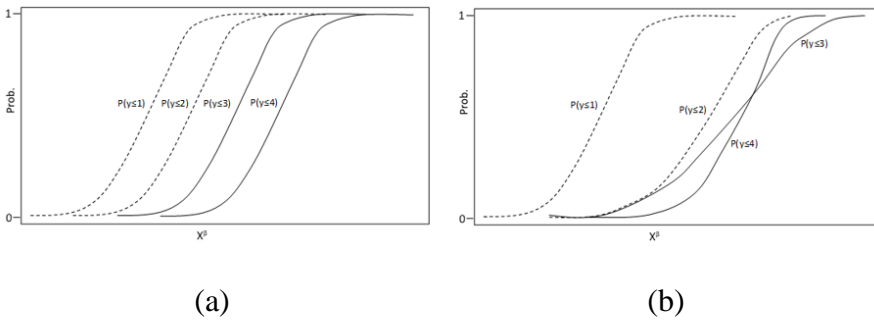 1
Prob.
P(y≤1)
P(y≤2)
P(y≤3)
P(y≤4)
0
Xᵝ
(a)
1
Prob.
P(y≤3)
P(y≤1)
P(y≤2)
P(y≤4)
0
Xᵝ
(b)